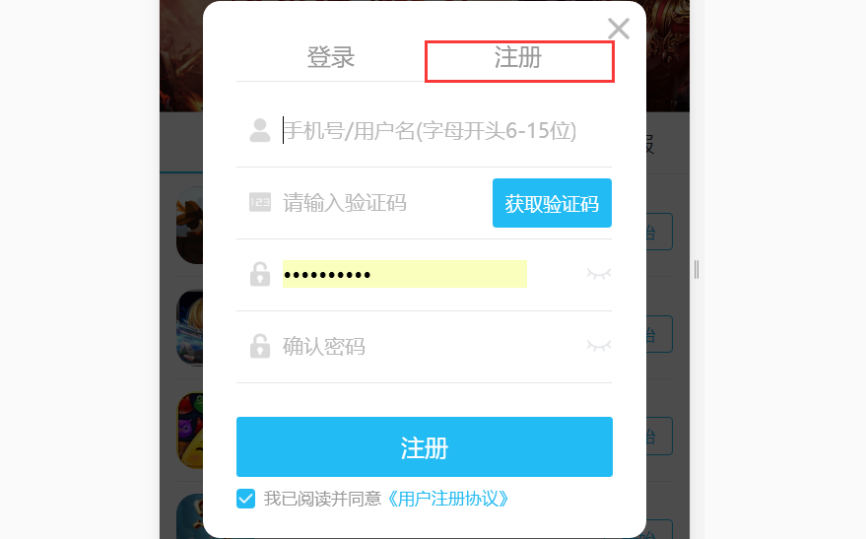 登录 注册
手机号/用户名(字母开头6-15位)
123 请输入验证码 获取验证码
••••••••••
确认密码
注册
我已阅读并同意《用户注册协议》